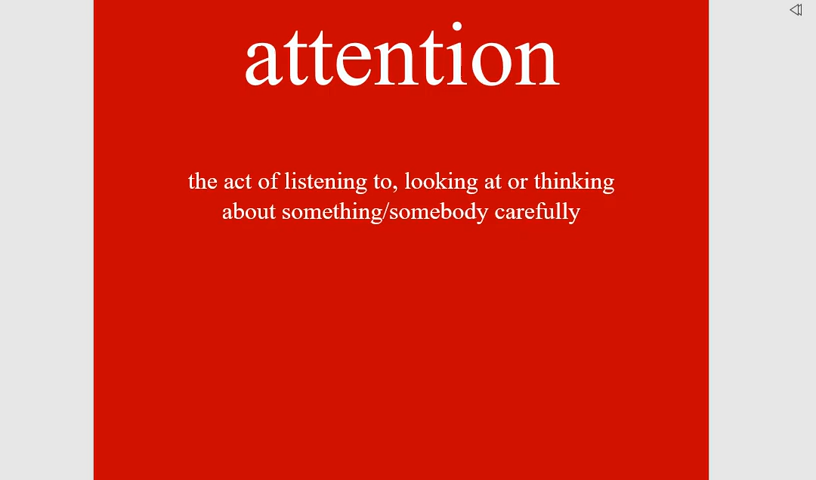 attention
the act of listening to, looking at or thinking
about something/somebody carefully